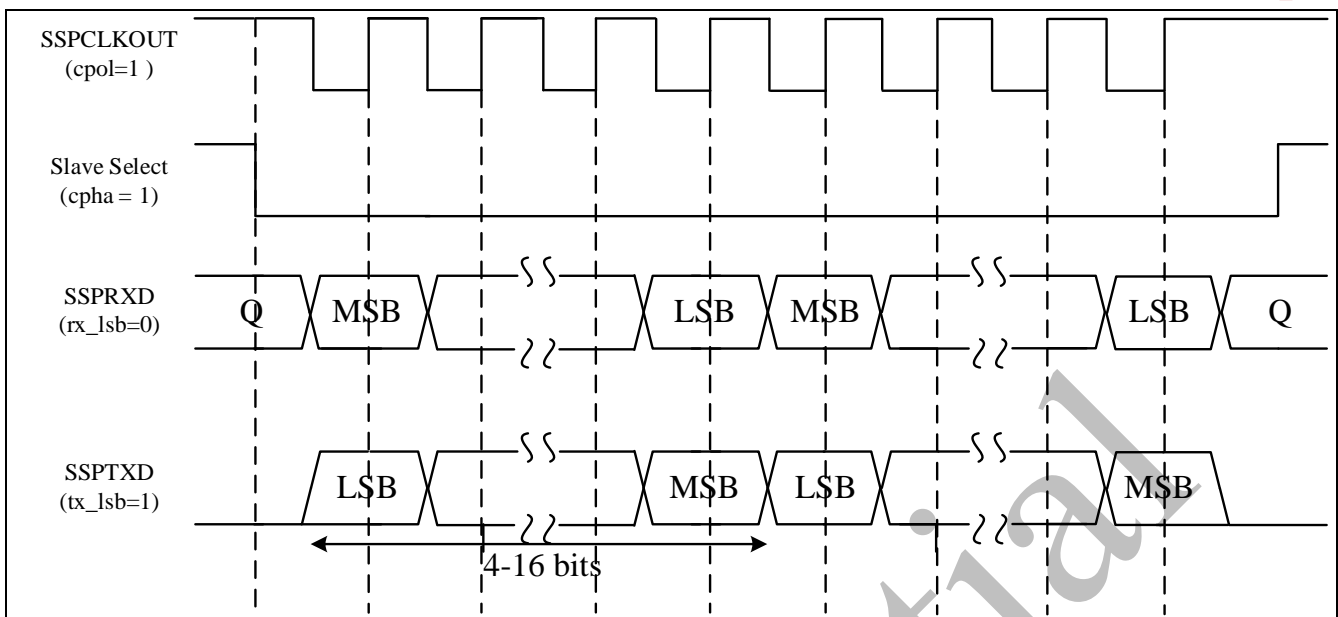 SSPCLKOUT
(cpol=1 )
Slave Select
(cpha = 1)
SSPRXD
(rx_lsb=0)
Q MSB LSB MSB LSB Q
SSPTXD
(tx_lsb=1)
LSB MSB LSB MSB
4-16 bits
tial